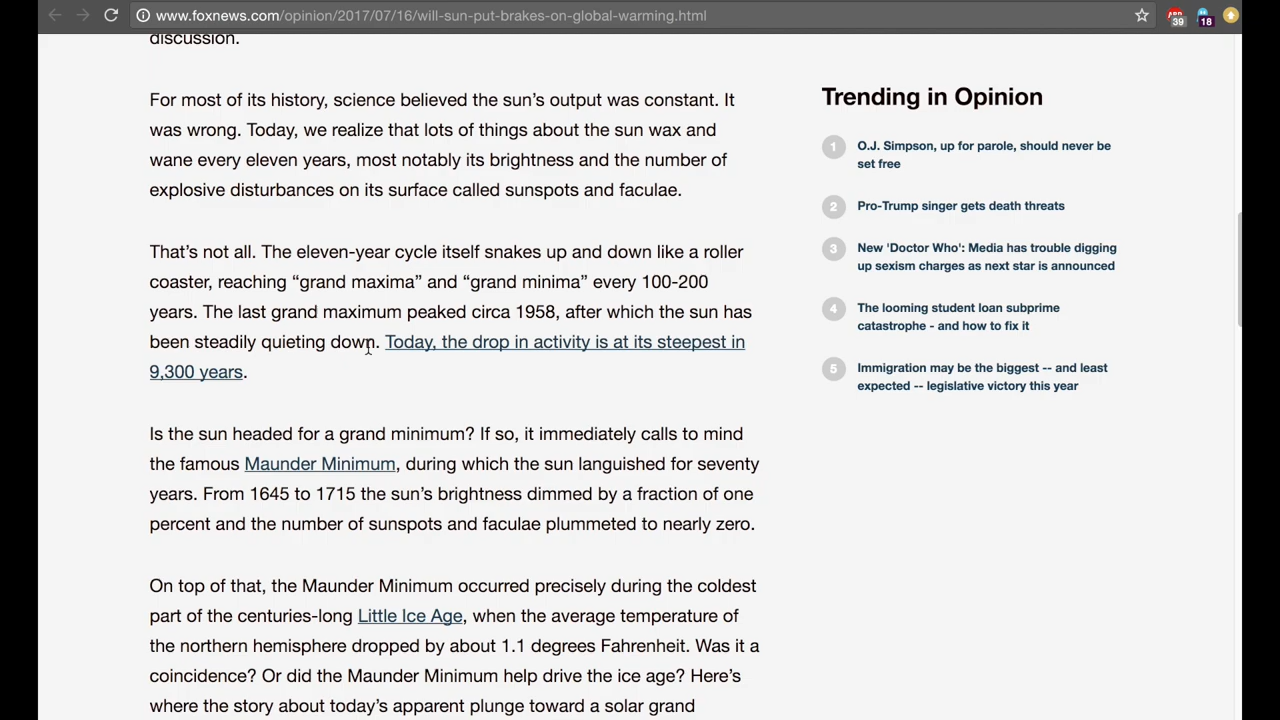 www.foxnews.com/opinion/2017/07/16/will-sun-put-brakes-on-global-warming.html
39
18
discussion.
For most of its history, science believed the sun’s output was constant. It
was wrong. Today, we realize that lots of things about the sun wax and
wane every eleven years, most notably its brightness and the number of
explosive disturbances on its surface called sunspots and faculae.
That’s not all. The eleven-year cycle itself snakes up and down like a roller
coaster, reaching “grand maxima” and “grand minima” every 100-200
years. The last grand maximum peaked circa 1958, after which the sun has
been steadily quieting down. Today, the drop in activity is at its steepest in
9,300 years.
Is the sun headed for a grand minimum? If so, it immediately calls to mind
the famous Maunder Minimum, during which the sun languished for seventy
years. From 1645 to 1715 the sun’s brightness dimmed by a fraction of one
percent and the number of sunspots and faculae plummeted to nearly zero.
On top of that, the Maunder Minimum occurred precisely during the coldest
part of the centuries-long Little Ice Age, when the average temperature of
the northern hemisphere dropped by about 1.1 degrees Fahrenheit. Was it a
coincidence? Or did the Maunder Minimum help drive the ice age? Here’s
where the story about today’s apparent plunge toward a solar grand
Trending in Opinion
1 O.J. Simpson, up for parole, should never be
set free
2 Pro-Trump singer gets death threats
3 New 'Doctor Who': Media has trouble digging
up sexism charges as next star is announced
4 The looming student loan subprime
catastrophe - and how to fix it
5 Immigration may be the biggest -- and least
expected -- legislative victory this year